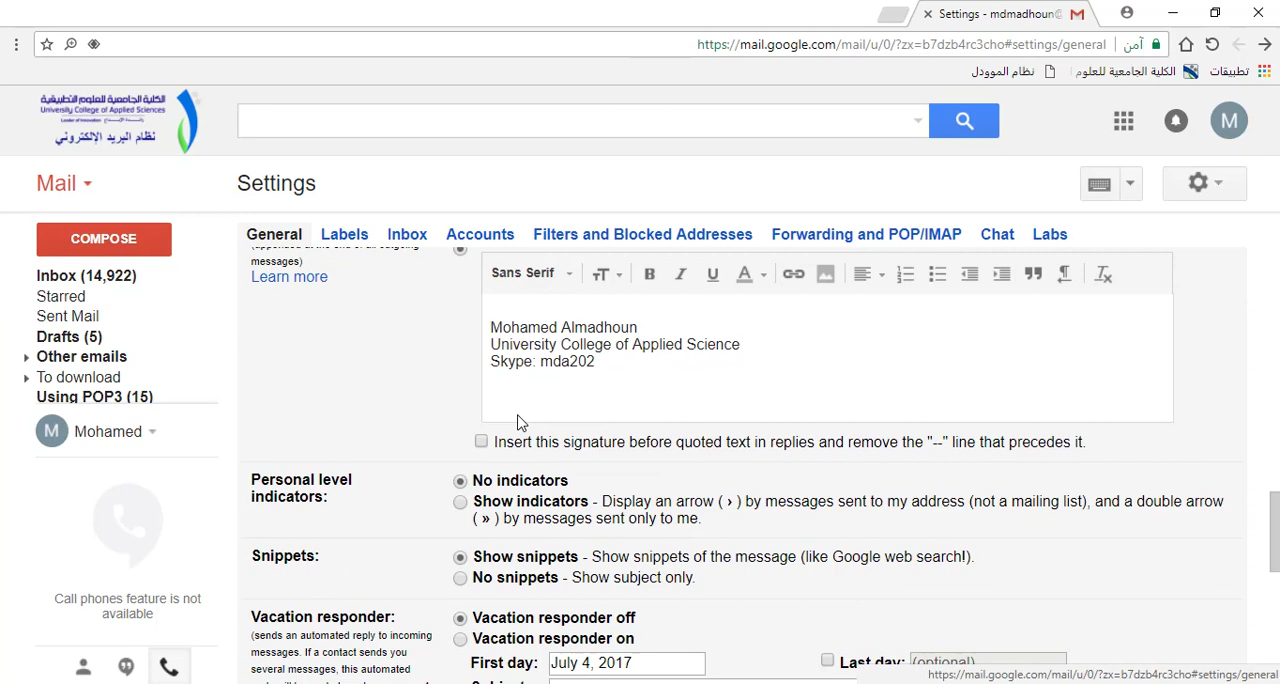 Settings - mdmadhoun@
https://mail.google.com/mail/u/0/?zx=b7dzb4rc3cho#settings/general
آمن
تطبيقات
الكلية الجامعية للعلوم
نظام الموودل
الكلية الجامعية للعلوم التطبيقية
University College of Applied Sciences
نظام البريد الإلكتروني
M
Mail
Settings
COMPOSE
General Labels Inbox Accounts Filters and Blocked Addresses Forwarding and POP/IMAP Chat Labs
Inbox (14,922)
Starred
Sent Mail
Drafts (5)
Other emails
To download
Using POP3 (15)
M Mohamed
Call phones feature is not
available
(appended at the end of all outgoing
messages)
Learn more
Sans Serif
Mohamed Almadhoun
University College of Applied Science
Skype: mda202
Insert this signature before quoted text in replies and remove the "--" line that precedes it.
Personal level
indicators:
No indicators
Show indicators - Display an arrow ( › ) by messages sent to my address (not a mailing list), and a double arrow
( » ) by messages sent only to me.
Snippets:
Show snippets - Show snippets of the message (like Google web search!).
No snippets - Show subject only.
Vacation responder:
(sends an automated reply to incoming
messages. If a contact sends you
several messages, this automated
Vacation responder off
Vacation responder on
First day: July 4, 2017
Last day: (optional)
https://mail.google.com/mail/u/0/?zx=b7dzb4rc3cho#settings/general